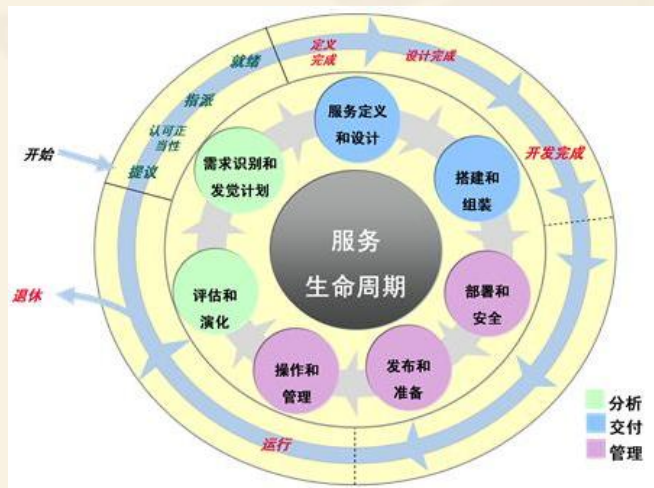 就绪
定义
完成
设计完成
指派
认可正
当性
开始
提议
开发完成
服务定义
和设计
需求识别和
发觉计划
搭建和
组装
服务
生命周期
部署和
安全
评估和
演化
退休
操作和
管理
发布和
准备
运行
分析
交付
管理